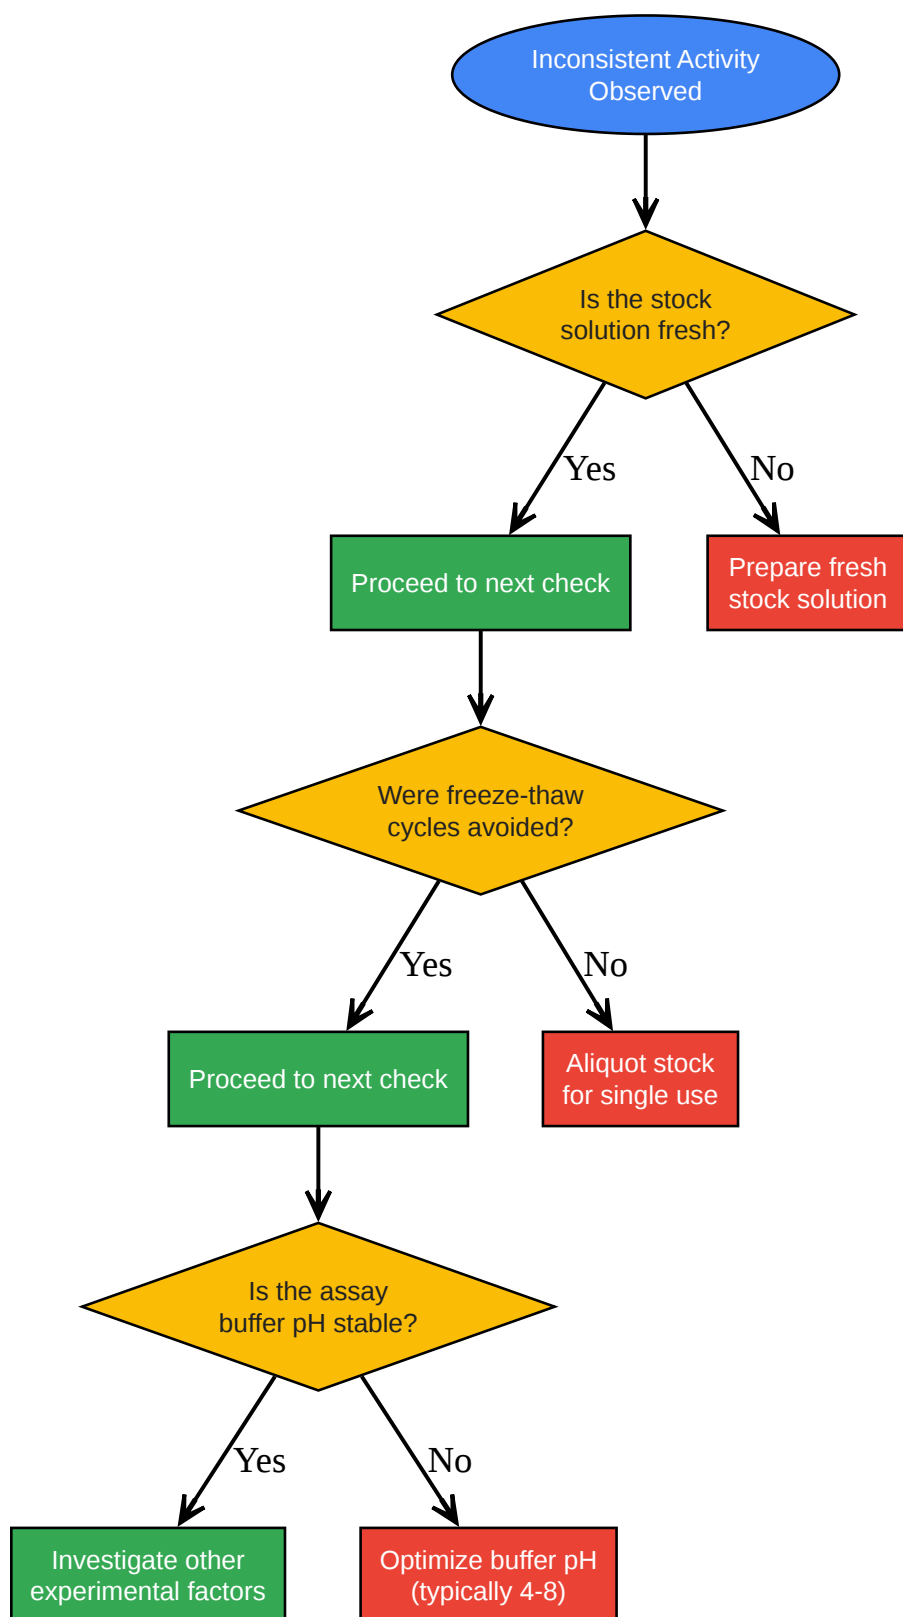 Inconsistent Activity
Observed
Is the stock
solution fresh?
Yes
No
Proceed to next check
Prepare fresh
stock solution
Were freeze-thaw
cycles avoided?
Yes
No
Proceed to next check
Aliquot stock
for single use
Is the assay
buffer pH stable?
Yes
No
Investigate other
experimental factors
Optimize buffer pH
(typically 4-8)